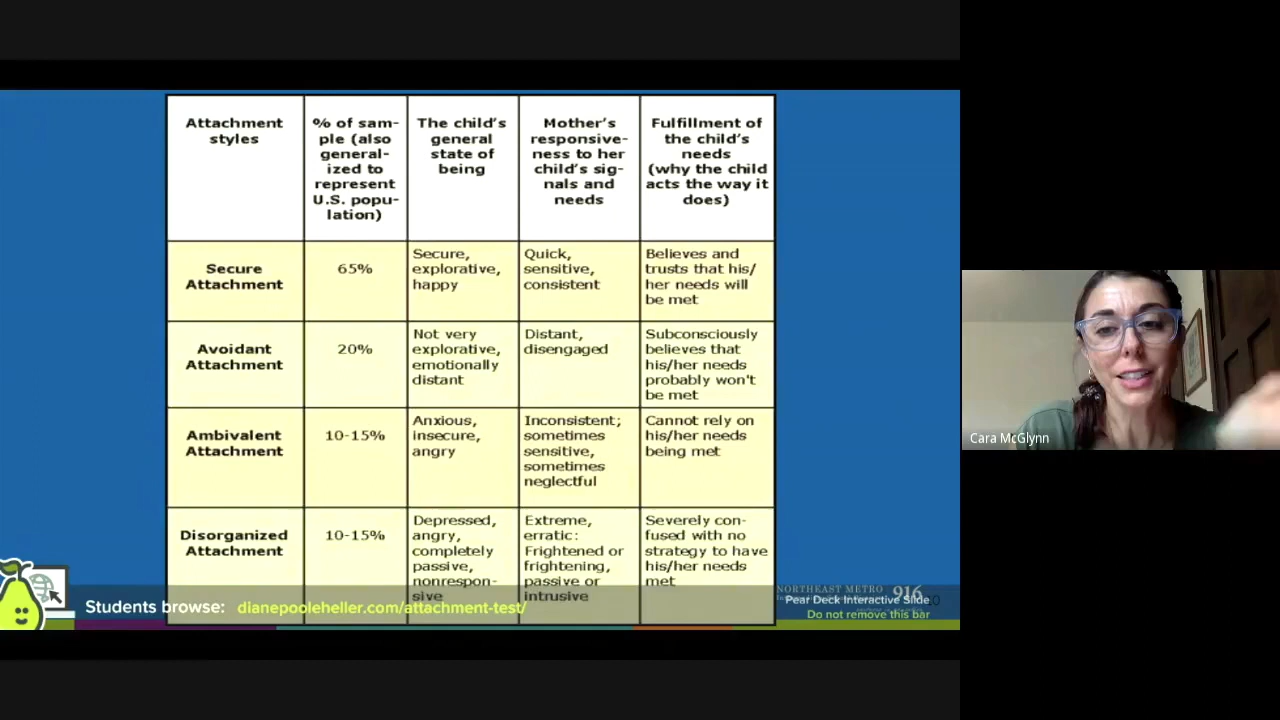 Attachment
styles
% of sam-
ple (also
general-
ized to
represent
U.S. popu-
lation)
The child's
general
state of
being
Mother's
responsive-
ness to her
child's sig-
nals and
needs
Fulfillment of
the child's
needs
(why the child
acts the way it
does)
Secure
Attachment
65%
Secure,
explorative,
happy
Quick,
sensitive,
consistent
Believes and
trusts that his/
her needs will
be met
Avoidant
Attachment
20%
Not very
explorative,
emotionally
distant
Distant,
disengaged
Subconsciously
believes that
his/her needs
probably won't
be met
Ambivalent
Attachment
10-15%
Anxious,
insecure,
angry
Inconsistent;
sometimes
sensitive,
sometimes
neglectful
Cannot rely on
his/her needs
being met
Disorganized
Attachment
10-15%
Depressed,
angry,
completely
passive,
nonrespon-
sive
Extreme,
erratic:
Frightened or
frightening,
passive or
intrusive
Severely con-
fused with no
strategy to have
his/her needs
met
Students browse: dianepooleheller.com/attachment-test/
NORTHEAST METRO 916
Pear Deck Interactive Slide
Do not remove this bar
Cara McGlynn